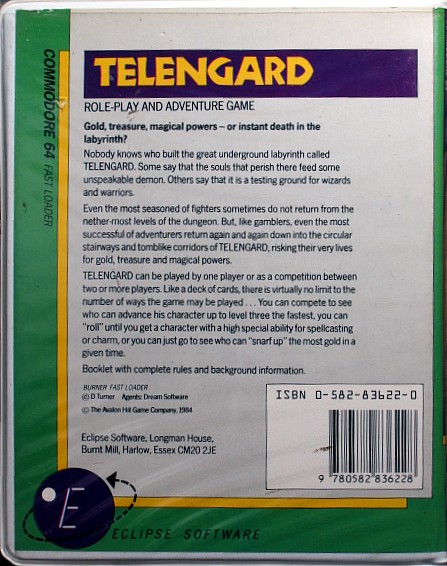 COMMODORE 64 FAST LOADER
TELENGARD
ROLE-PLAY AND ADVENTURE GAME
Gold, treasure, magical powers – or instant death in the
labyrinth?
Nobody knows who built the great underground labyrinth called
TELENGARD. Some say that the souls that perish there feed some
unspeakable demon. Others say that it is a testing ground for wizards
and warriors.
Even the most seasoned of fighters sometimes do not return from the
nether-most levels of the dungeon. But, like gamblers, even the most
successful of adventurers return again and again down into the circular
stairways and tomblike corridors of TELENGARD, risking their very lives
for gold, treasure and magical powers.
TELENGARD can be played by one player or as a competition between
two or more players. Like a deck of cards, there is virtually no limit to the
number of ways the game may be played . . . You can compete to see
who can advance his character up to level three the fastest, you can
"roll" until you get a character with a high special ability for spellcasting
or charm, or you can just go to see who can "snarf up" the most gold in a
given time.
Booklet with complete rules and background information.
BURNER FAST LOADER
© D Turner Agents: Dream Software
© The Avalon Hill Game Company, 1984
Eclipse Software, Longman House,
Burnt Mill, Harlow, Essex CM20 2JE
ISBN 0-582-83622-0
9 780582 836228
E
ECLIPSE SOFTWARE